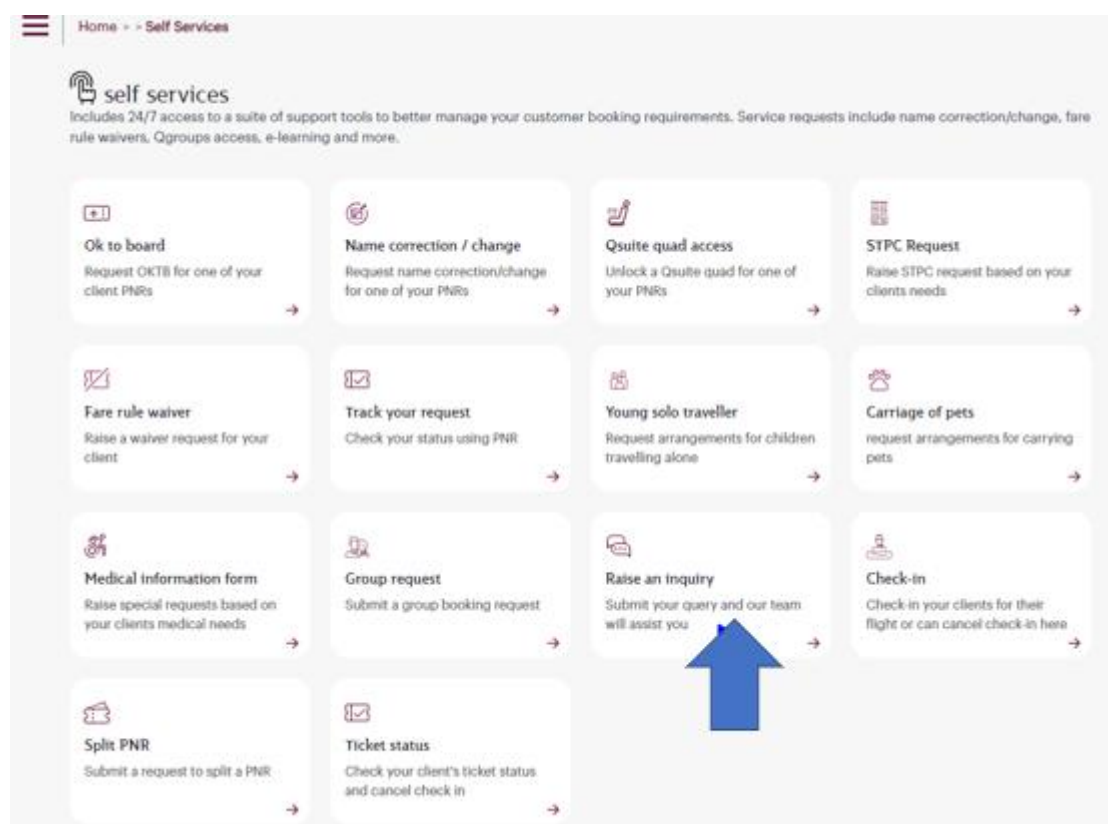 Home > > Self Services
self services
Includes 24/7 access to a suite of support tools to better manage your customer booking requirements. Service requests include name correction/change, fare
rule waivers, Qgroups access, e-learning and more.
Ok to board
Request OKTB for one of your
client PNRs
Name correction / change
Request name correction/change
for one of your PNRs
Qsuite quad access
Unlock a Qsuite quad for one of
your PNRs
STPC Request
Raise STPC request based on your
clients needs
Fare rule waiver
Raise a waiver request for your
client
Track your request
Check your status using PNR
Young solo traveller
Request arrangements for children
travelling alone
Carriage of pets
request arrangements for carrying
pets
Medical information form
Raise special requests based on
your clients medical needs
Group request
Submit a group booking request
Raise an inquiry
Submit your query and our team
will assist you
Check-in
Check-in your clients for their
flight or can cancel check-in here
Split PNR
Submit a request to split a PNR
Ticket status
Check your client's ticket status
and cancel check in